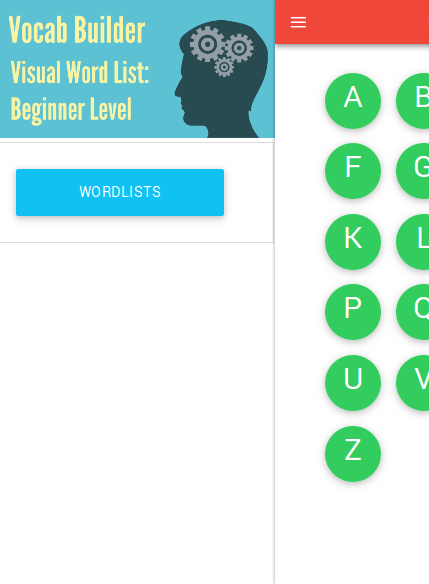 Vocab Builder
Visual Word List:
Beginner Level
WORDLISTS
A B
F G
K L
P Q
U V
Z